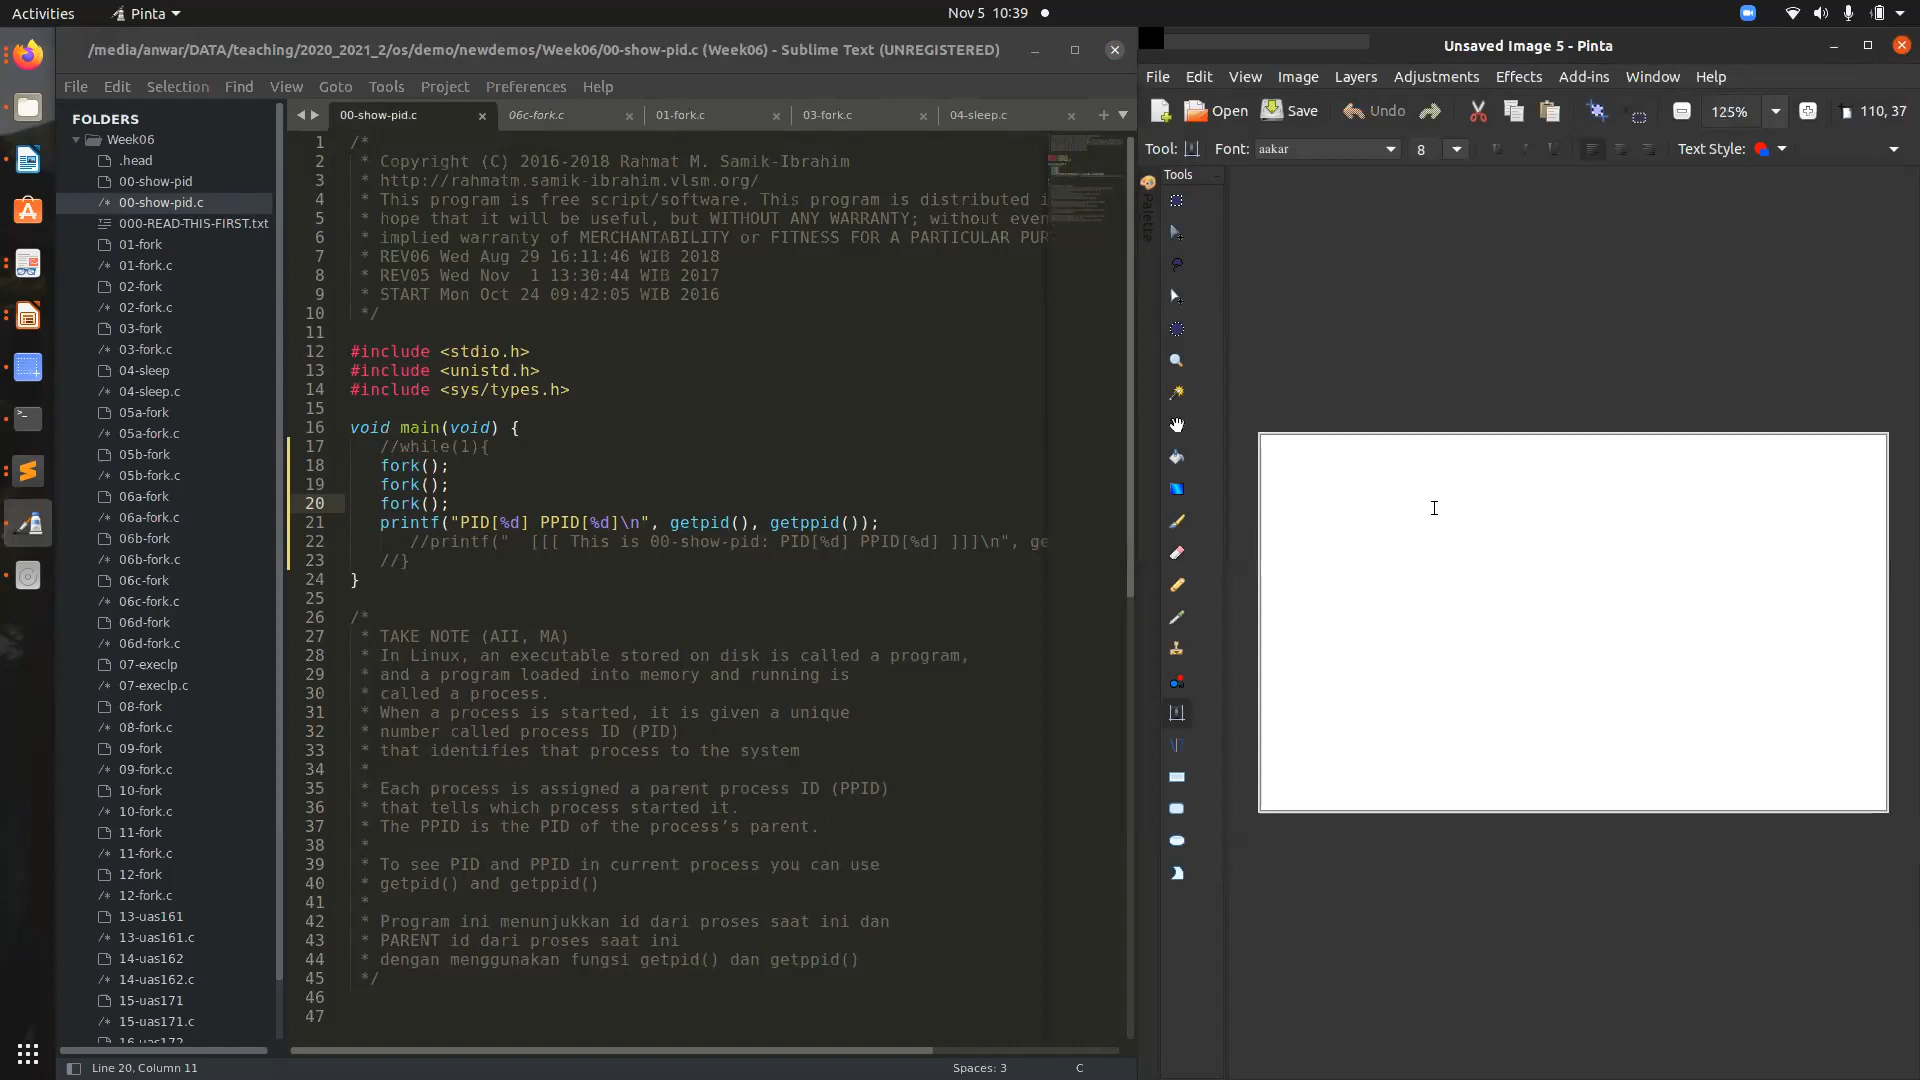 Activities
Pinta
Nov 5 10:39
/media/anwar/DATA/teaching/2020_2021_2/os/demo/newdemos/Week06/00-show-pid.c (Week06) - Sublime Text (UNREGISTERED)
Unsaved Image 5 - Pinta
File Edit Selection Find View Goto Tools Project Preferences Help
File Edit View Image Layers Adjustments Effects Add-ins Window Help
Open Save Undo 125% 110, 37
Tool: Font: aakar 8 Text Style:
Tools
Palette
FOLDERS
Week06
.head
00-show-pid
00-show-pid.c
000-READ-THIS-FIRST.txt
01-fork
01-fork.c
02-fork
02-fork.c
03-fork
03-fork.c
04-sleep
04-sleep.c
05a-fork
05a-fork.c
05b-fork
05b-fork.c
06a-fork
06a-fork.c
06b-fork
06b-fork.c
06c-fork
06c-fork.c
06d-fork
06d-fork.c
07-execlp
07-execlp.c
08-fork
08-fork.c
09-fork
09-fork.c
10-fork
10-fork.c
11-fork
11-fork.c
12-fork
12-fork.c
13-uas161
13-uas161.c
14-uas162
14-uas162.c
15-uas171
15-uas171.c
16-uas172
00-show-pid.c 06c-fork.c 01-fork.c 03-fork.c 04-sleep.c
1 /*
2 * Copyright (C) 2016-2018 Rahmat M. Samik-Ibrahim
3 * http://rahmatm.samik-ibrahim.vlsm.org/
4 * This program is free script/software. This program is distributed i
5 * hope that it will be useful, but WITHOUT ANY WARRANTY; without even
6 * implied warranty of MERCHANTABILITY or FITNESS FOR A PARTICULAR PUR
7 * REV06 Wed Aug 29 16:11:46 WIB 2018
8 * REV05 Wed Nov  1 13:30:44 WIB 2017
9 * START Mon Oct 24 09:42:05 WIB 2016
10 */
11
12 #include <stdio.h>
13 #include <unistd.h>
14 #include <sys/types.h>
15
16 void main(void) {
17 //while(1){
18 fork();
19 fork();
20 fork();
21 printf("PID[%d] PPID[%d]\n", getpid(), getppid());
22 //printf("  [[[ This is 00-show-pid: PID[%d] PPID[%d] ]]]\n", ge
23 //}
24 }
25
26 /*
27 * TAKE NOTE (AII, MA)
28 * In Linux, an executable stored on disk is called a program,
29 * and a program loaded into memory and running is
30 * called a process.
31 * When a process is started, it is given a unique
32 * number called process ID (PID)
33 * that identifies that process to the system
34 *
35 * Each process is assigned a parent process ID (PPID)
36 * that tells which process started it.
37 * The PPID is the PID of the process’s parent.
38 *
39 * To see PID and PPID in current process you can use
40 * getpid() and getppid()
41 *
42 * Program ini menunjukkan id dari proses saat ini dan
43 * PARENT id dari proses saat ini
44 * dengan menggunakan fungsi getpid() dan getppid()
45 */
46
47
Line 20, Column 11
Spaces: 3
C